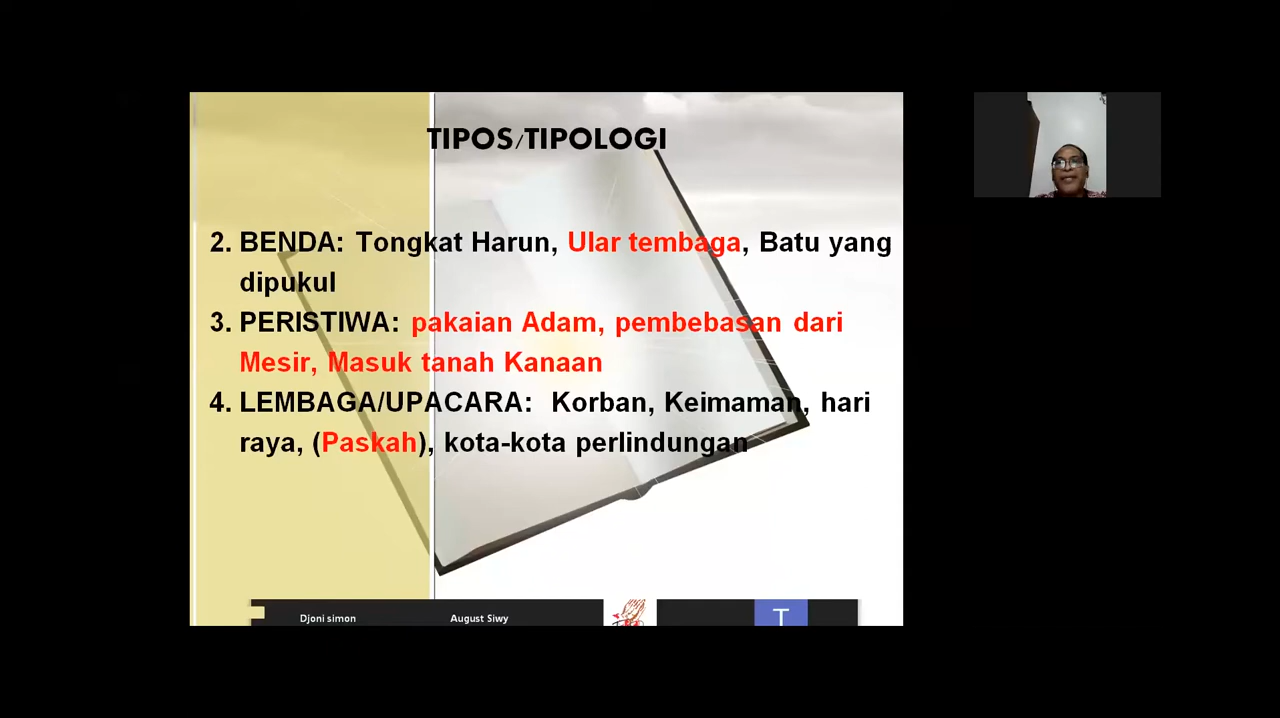 TIPOS/TIPOLOGI
2. BENDA: Tongkat Harun, Ular tembaga, Batu yang
dipukul
3. PERISTIWA: pakaian Adam, pembebasan dari
Mesir, Masuk tanah Kanaan
4. LEMBAGA/UPACARA: Korban, Keimaman, hari
raya, (Paskah), kota-kota perlindungan
Djoni simon
August Siwy
T